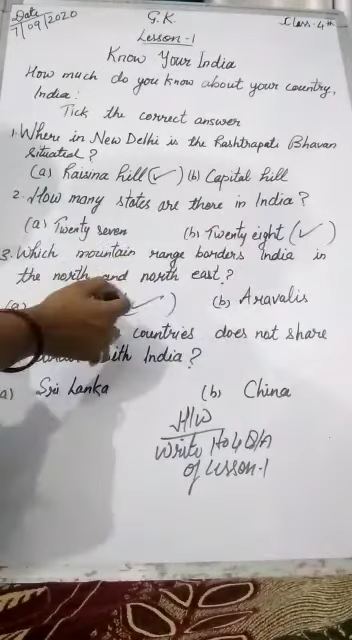 Date 7/09/2020
G.K.
Class-4th
Lesson-1
Know Your India
How much do you know about your country,
India:
Tick the correct answer
1. Where in New Delhi is the Rashtrapati Bhavan
situated?
(a) Raisina hill (✓) (b) Capital hill
2. How many states are there in India?
(a) Twenty seven (b) Twenty eight (✓)
3. Which mountain range borders India in
the north and north east?
(a) ✓) (b) Aravalis
countries does not share
with India?
a) Sri Lanka (b) China
H/W
Write 1to4 Q/A
of Lesson-1